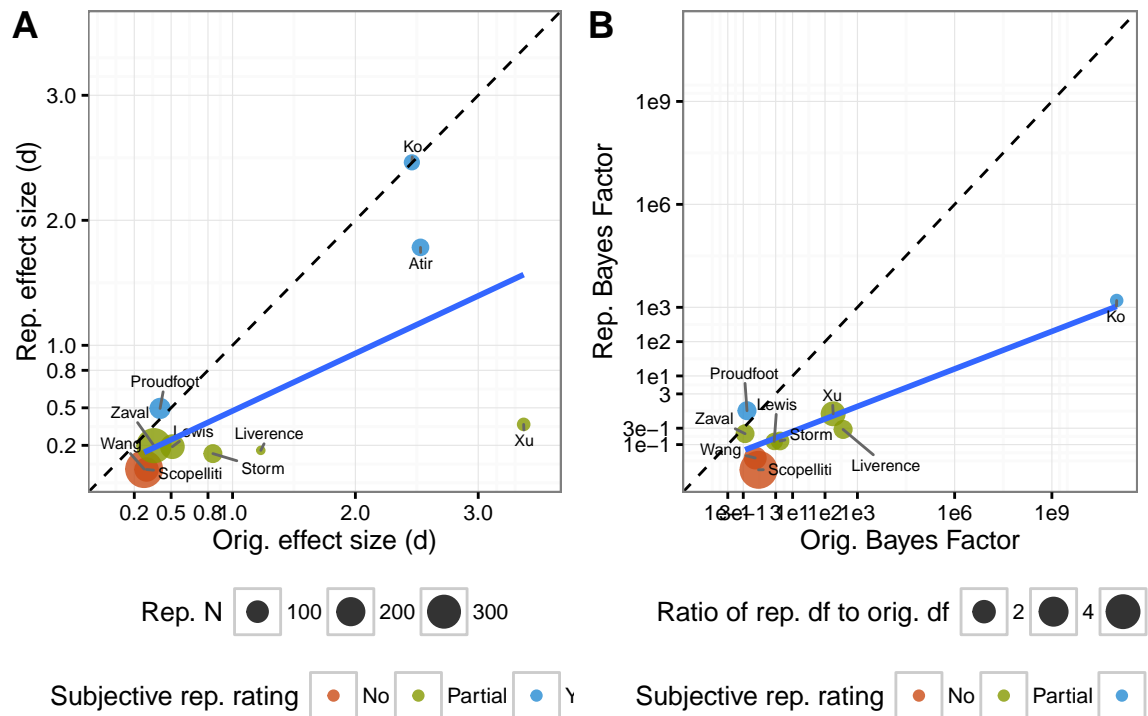 A
Rep. effect size (d)
3.0
2.0
1.0
0.8
0.5
0.2
Ko
Atir
Proudfoot
Zaval
Lewis
Liverence
Wang
Xu
Storm
Scopelliti
0.2 0.5 0.8 1.0 2.0 3.0
Orig. effect size (d)
Rep. N 100 200 300
Subjective rep. rating No Partial Y
B
Rep. Bayes Factor
1e9
1e6
1e3
1e2
1e1
3
3e-1
1e-1
Ko
Proudfoot
Xu
Lewis
Zaval
Storm
Wang
Liverence
Scopelliti
3 1e1 1e2 1e3 1e6 1e9
Orig. Bayes Factor
Ratio of rep. df to orig. df 2 4
Subjective rep. rating No Partial